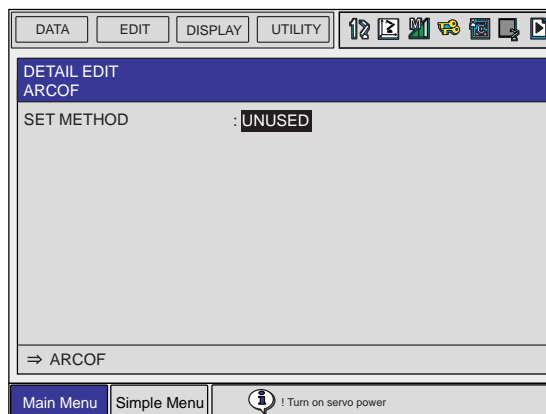 DATA EDIT DISPLAY UTILITY
DETAIL EDIT
ARCOF
SET METHOD : UNUSED
⇒ ARCOF
Main Menu Simple Menu ! Turn on servo power